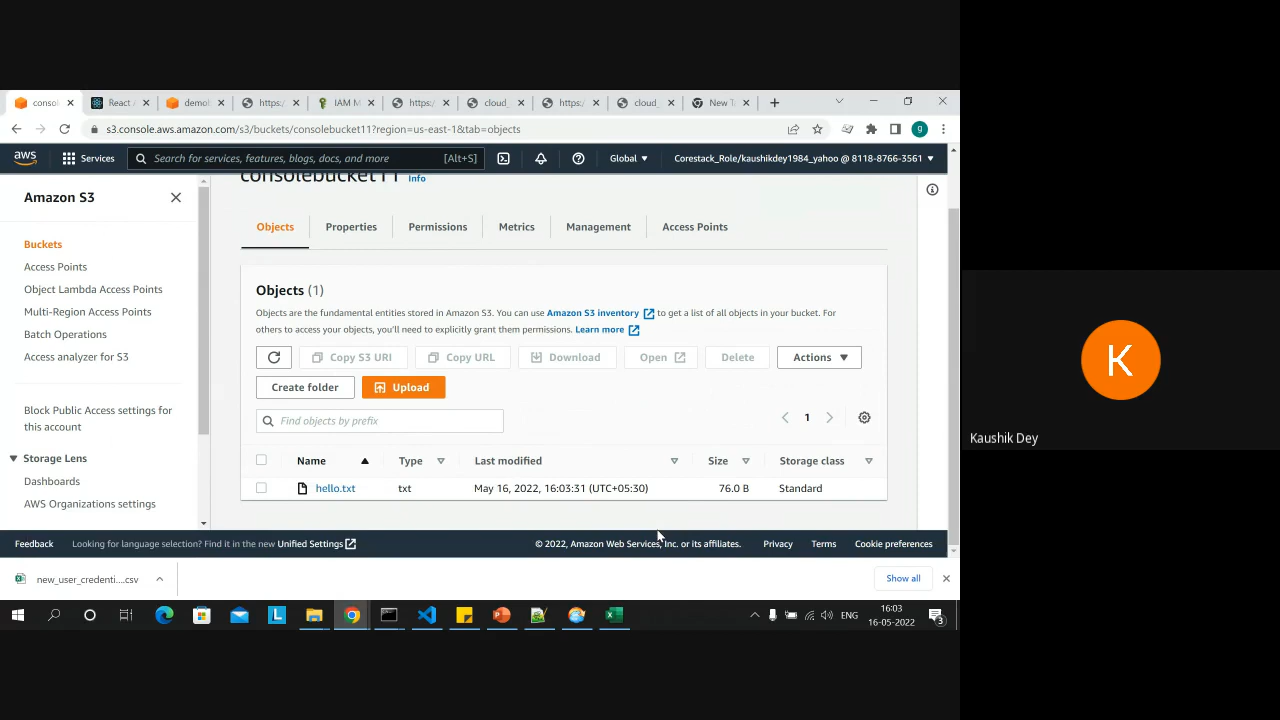 consol
React A
demol
https:/
IAM M
https:/
cloud_
https:/
cloud_
New T
s3.console.aws.amazon.com/s3/buckets/consolebucket11?region=us-east-1&tab=objects
g
aws
Services
Search for services, features, blogs, docs, and more
[Alt+S]
Global
Corestack_Role/kaushikdey1984_yahoo @ 8118-8766-3561
Amazon S3
Buckets
Access Points
Object Lambda Access Points
Multi-Region Access Points
Batch Operations
Access analyzer for S3
Block Public Access settings for
this account
Storage Lens
Dashboards
AWS Organizations settings
consolebucket11 Info
Objects
Properties
Permissions
Metrics
Management
Access Points
Objects (1)
Objects are the fundamental entities stored in Amazon S3. You can use Amazon S3 inventory to get a list of all objects in your bucket. For
others to access your objects, you'll need to explicitly grant them permissions. Learn more
Copy S3 URI
Copy URL
Download
Open
Delete
Actions
Create folder
Upload
Find objects by prefix
1
Name
Type
Last modified
Size
Storage class
hello.txt
txt
May 16, 2022, 16:03:31 (UTC+05:30)
76.0 B
Standard
Feedback
Looking for language selection? Find it in the new Unified Settings
© 2022, Amazon Web Services, Inc. or its affiliates.
Privacy
Terms
Cookie preferences
new_user_credenti....csv
Show all
L
ENG
16:03
16-05-2022
3
K
Kaushik Dey